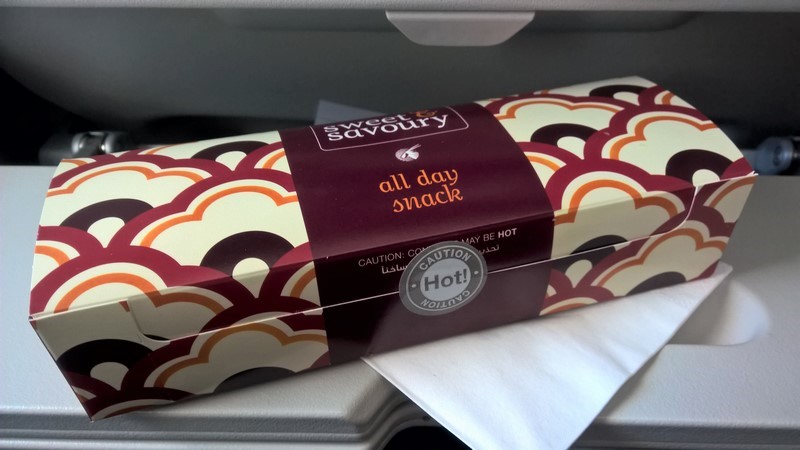 sweet &
savoury
all day
snack
CAUTION: MAY BE HOT
CAUTION
Hot!
CAUTION